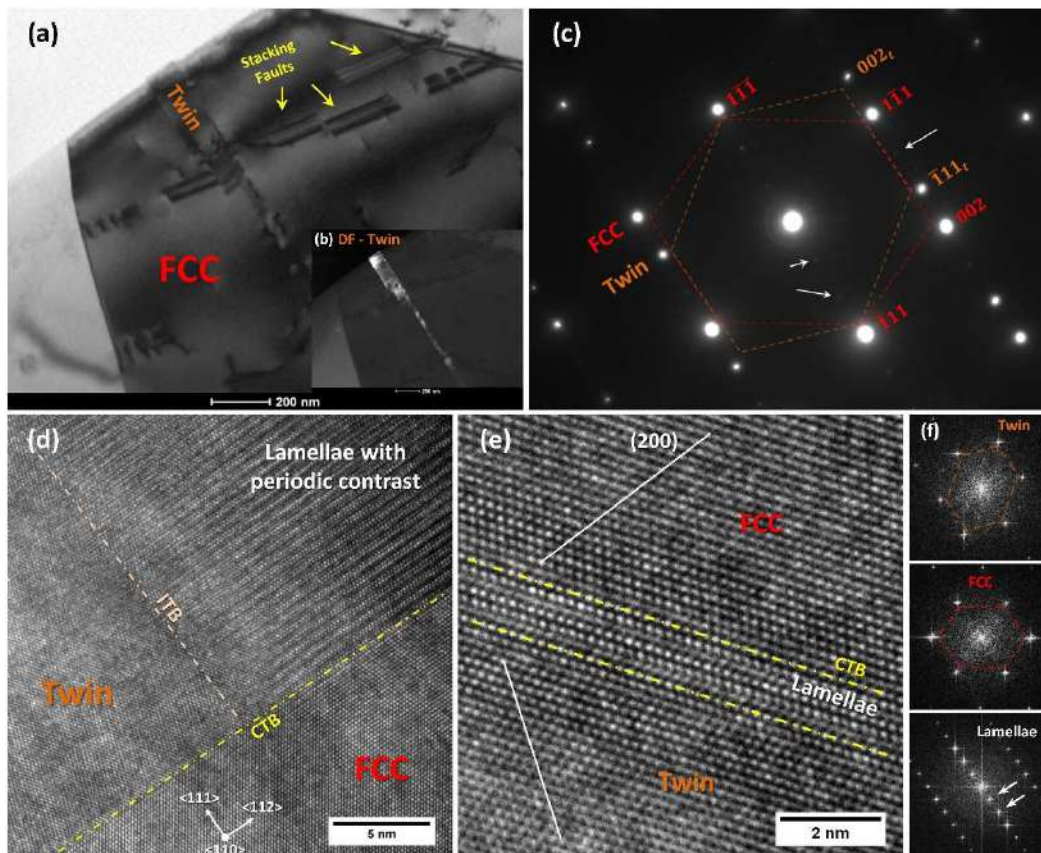 (a)
Stacking
Faults
Twin
FCC
(b) DF - Twin
200 nm
(c)
002t
1̄1̄1
11̄1
1̄11t
002
FCC
Twin
111
(d)
Lamellae with
periodic contrast
ITB
Twin
CTB
FCC
<111>
<112>
<110>
5 nm
(e)
(200)
FCC
CTB
Lamellae
Twin
2 nm
(f)
Twin
FCC
Lamellae